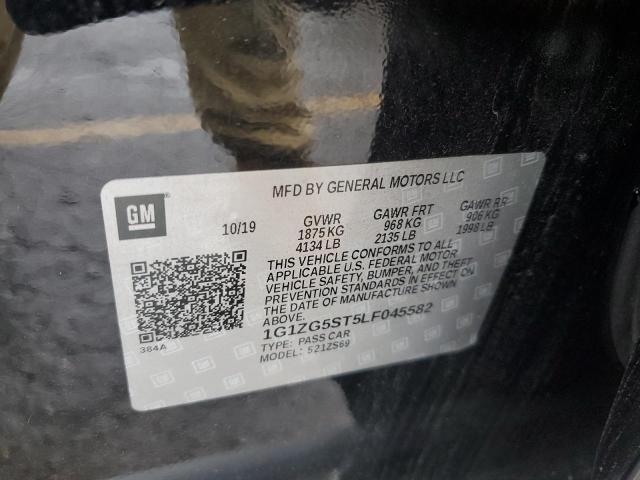 MFD BY GENERAL MOTORS LLC
GM
10/19 GVWR GAWR FRT GAWR RR
1875 KG 968 KG 906 KG
4134 LB 2135 LB 1998 LB
THIS VEHICLE CONFORMS TO ALL
APPLICABLE U.S. FEDERAL MOTOR
VEHICLE SAFETY, BUMPER, AND THEFT
PREVENTION STANDARDS IN EFFECT ON
THE DATE OF MANUFACTURE SHOWN
ABOVE.
1G1ZG5ST5LF045582
384A
TYPE: PASS CAR
MODEL: 521ZS69